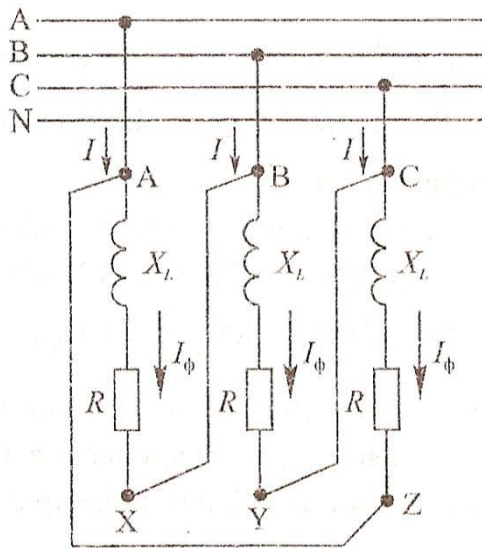 A
B
C
N
I I I
A B C
X_L X_L X_L
I_ф I_ф I_ф
R R R
X Y Z